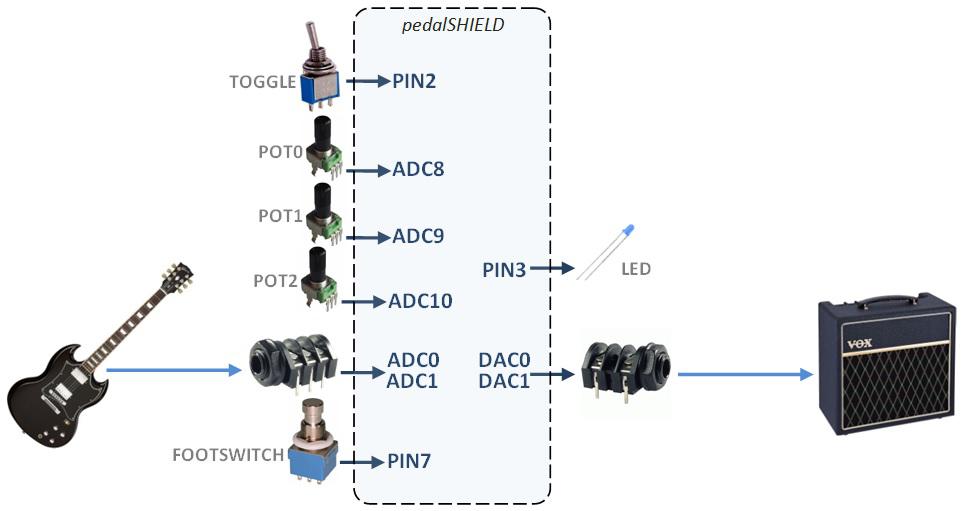 pedalSHIELD
TOGGLE
PIN2
POT0
ADC8
POT1
ADC9
POT2
ADC10
PIN3
LED
ADC0
ADC1
DAC0
DAC1
VOX
FOOTSWITCH
PIN7